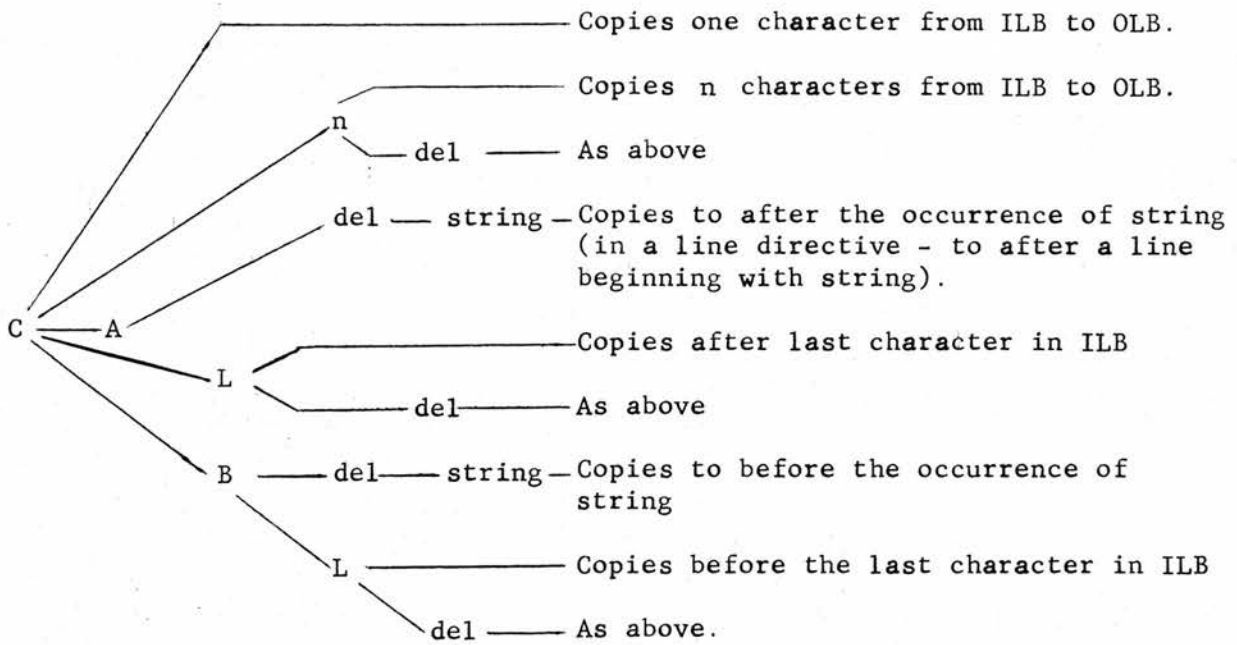 Copies one character from ILB to OLB.
Copies n characters from ILB to OLB.
n
del As above
del string Copies to after the occurrence of string
(in a line directive - to after a line
beginning with string).
C A
Copies after last character in ILB
L
del As above
B del string Copies to before the occurrence of
string
L Copies before the last character in ILB
del As above.